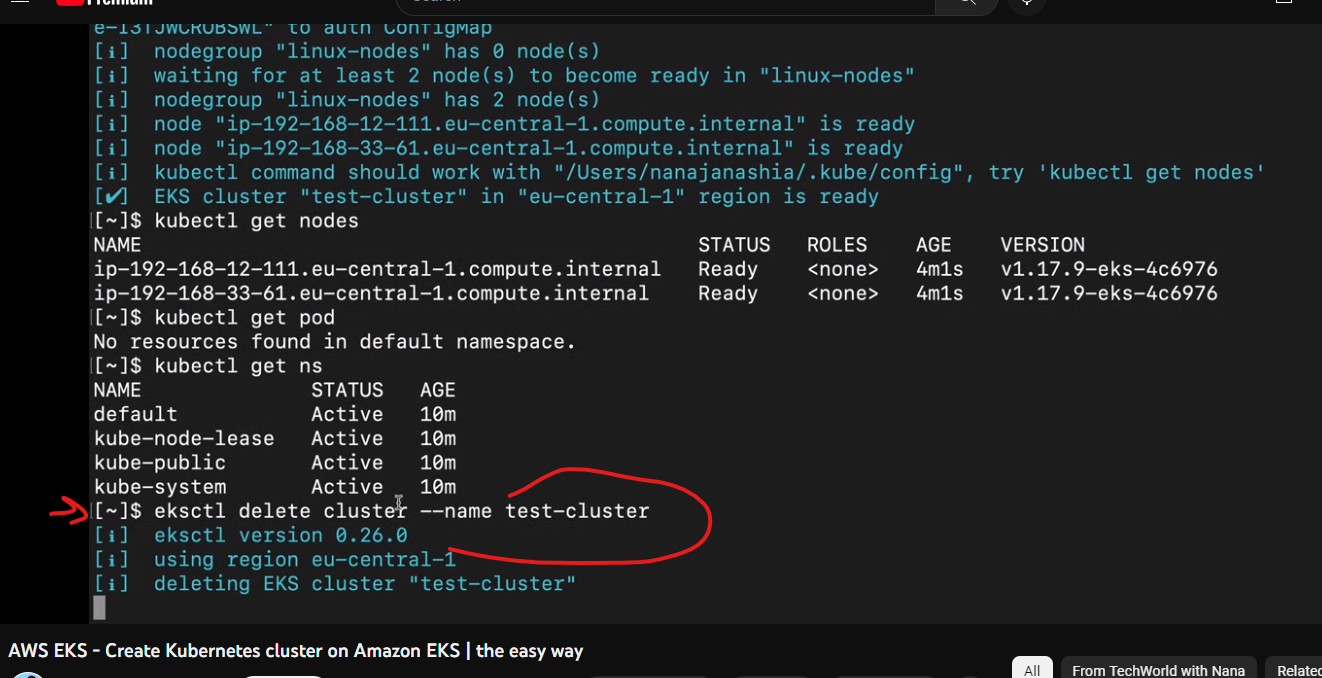 Premium
Search
e-I3TJWCRUBSWL" to auth ConfigMap
[ℹ]  nodegroup "linux-nodes" has 0 node(s)
[ℹ]  waiting for at least 2 node(s) to become ready in "linux-nodes"
[ℹ]  nodegroup "linux-nodes" has 2 node(s)
[ℹ]  node "ip-192-168-12-111.eu-central-1.compute.internal" is ready
[ℹ]  node "ip-192-168-33-61.eu-central-1.compute.internal" is ready
[ℹ]  kubectl command should work with "/Users/nanajanashia/.kube/config", try 'kubectl get nodes'
[✔]  EKS cluster "test-cluster" in "eu-central-1" region is ready
[~]$ kubectl get nodes
NAME STATUS ROLES AGE VERSION
ip-192-168-12-111.eu-central-1.compute.internal Ready <none> 4m1s v1.17.9-eks-4c6976
ip-192-168-33-61.eu-central-1.compute.internal Ready <none> 4m1s v1.17.9-eks-4c6976
[~]$ kubectl get pod
No resources found in default namespace.
[~]$ kubectl get ns
NAME STATUS AGE
default Active 10m
kube-node-lease Active 10m
kube-public Active 10m
kube-system Active 10m
[~]$ eksctl delete cluster --name test-cluster
[ℹ]  eksctl version 0.26.0
[ℹ]  using region eu-central-1
[ℹ]  deleting EKS cluster "test-cluster"
AWS EKS - Create Kubernetes cluster on Amazon EKS | the easy way
All From TechWorld with Nana Related